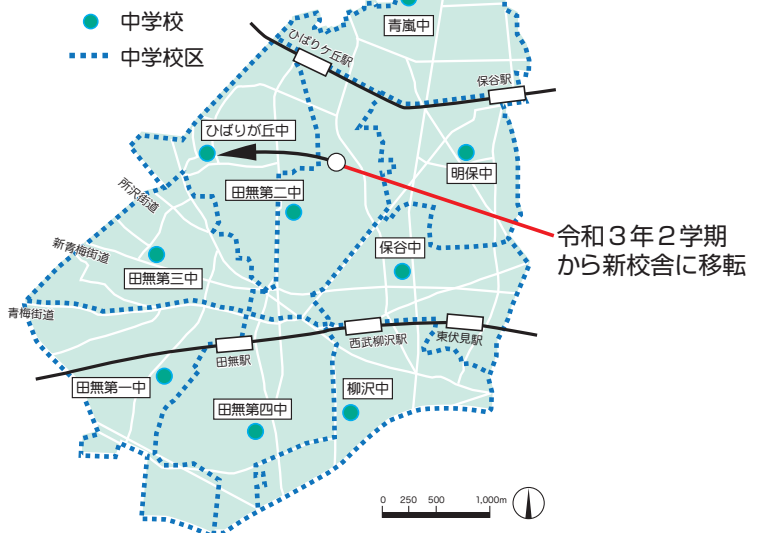 中学校
青嵐中
中学校区
ひばりケ丘駅
保谷駅
ひばりが丘中
明保中
田無第二中
所沢街道
令和3年2学期
から新校舎に移転
新青梅街道
保谷中
田無第三中
青梅街道
西武柳沢駅
東伏見駅
田無駅
田無第一中
柳沢中
田無第四中
0 250 500 1,000m